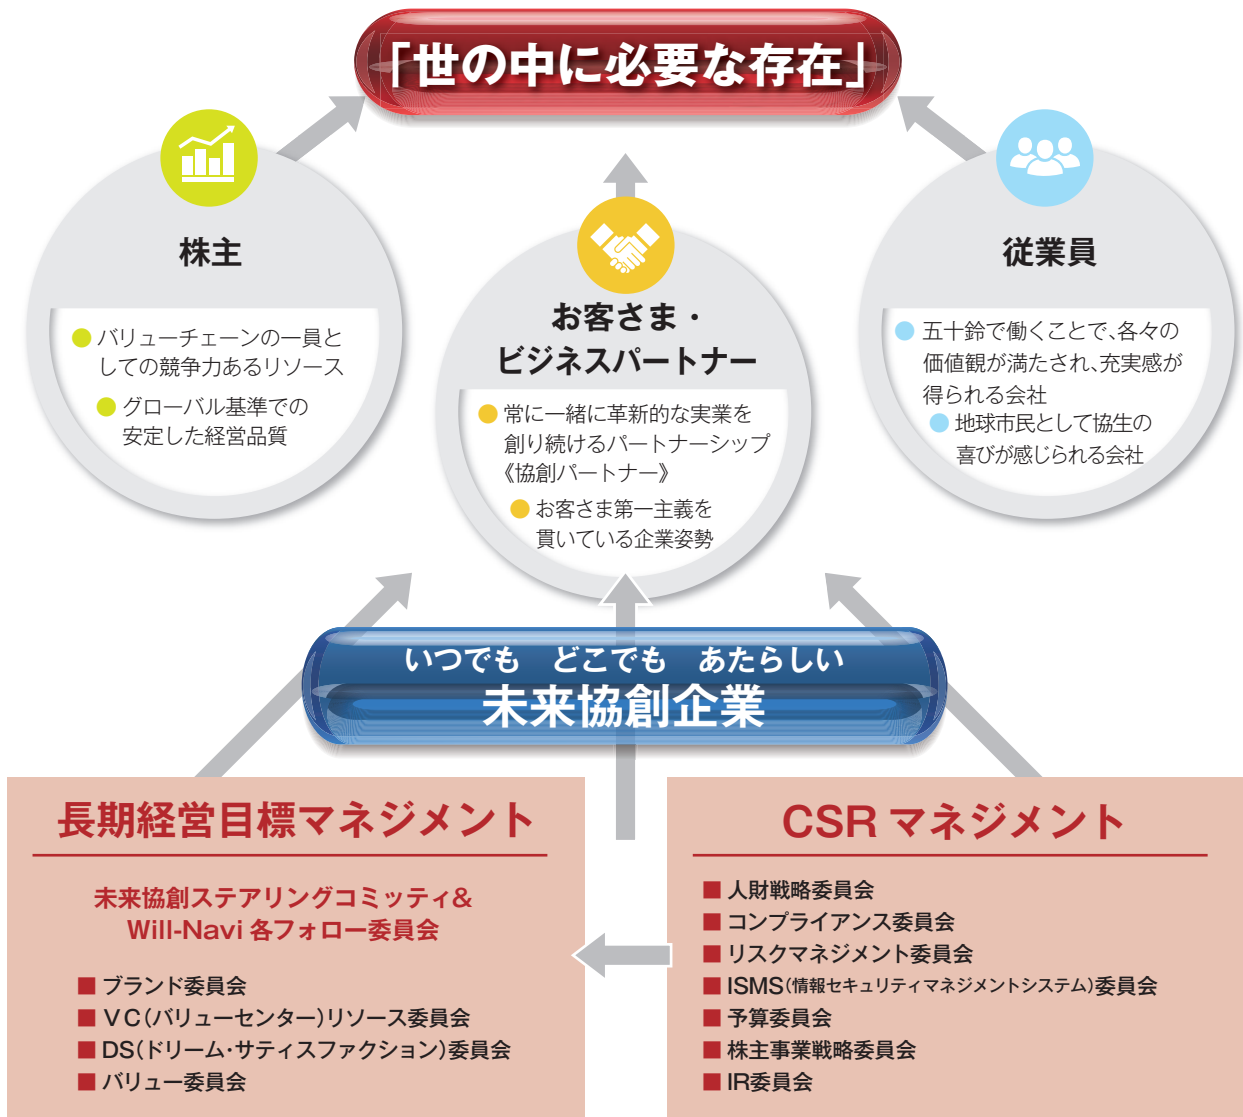 「世の中に必要な存在」
株主
バリューチェーンの一員と
しての競争力あるリソース
グローバル基準での
安定した経営品質
お客さま・
ビジネスパートナー
常に一緒に革新的な実業を
創り続けるパートナーシップ
《協創パートナー》
お客さま第一主義を
貫いている企業姿勢
従業員
五十鈴で働くことで、各々の
価値観が満たされ、充実感が
得られる会社
地球市民として協生の
喜びが感じられる会社
いつでも　どこでも　あたらしい
未来協創企業
長期経営目標マネジメント
未来協創ステアリングコミッティ&
Will-Navi 各フォロー委員会
ブランド委員会
VC（バリューセンター）リソース委員会
DS（ドリーム・サティスファクション）委員会
バリュー委員会
CSR マネジメント
人財戦略委員会
コンプライアンス委員会
リスクマネジメント委員会
ISMS（情報セキュリティマネジメントシステム）委員会
予算委員会
株主事業戦略委員会
IR委員会